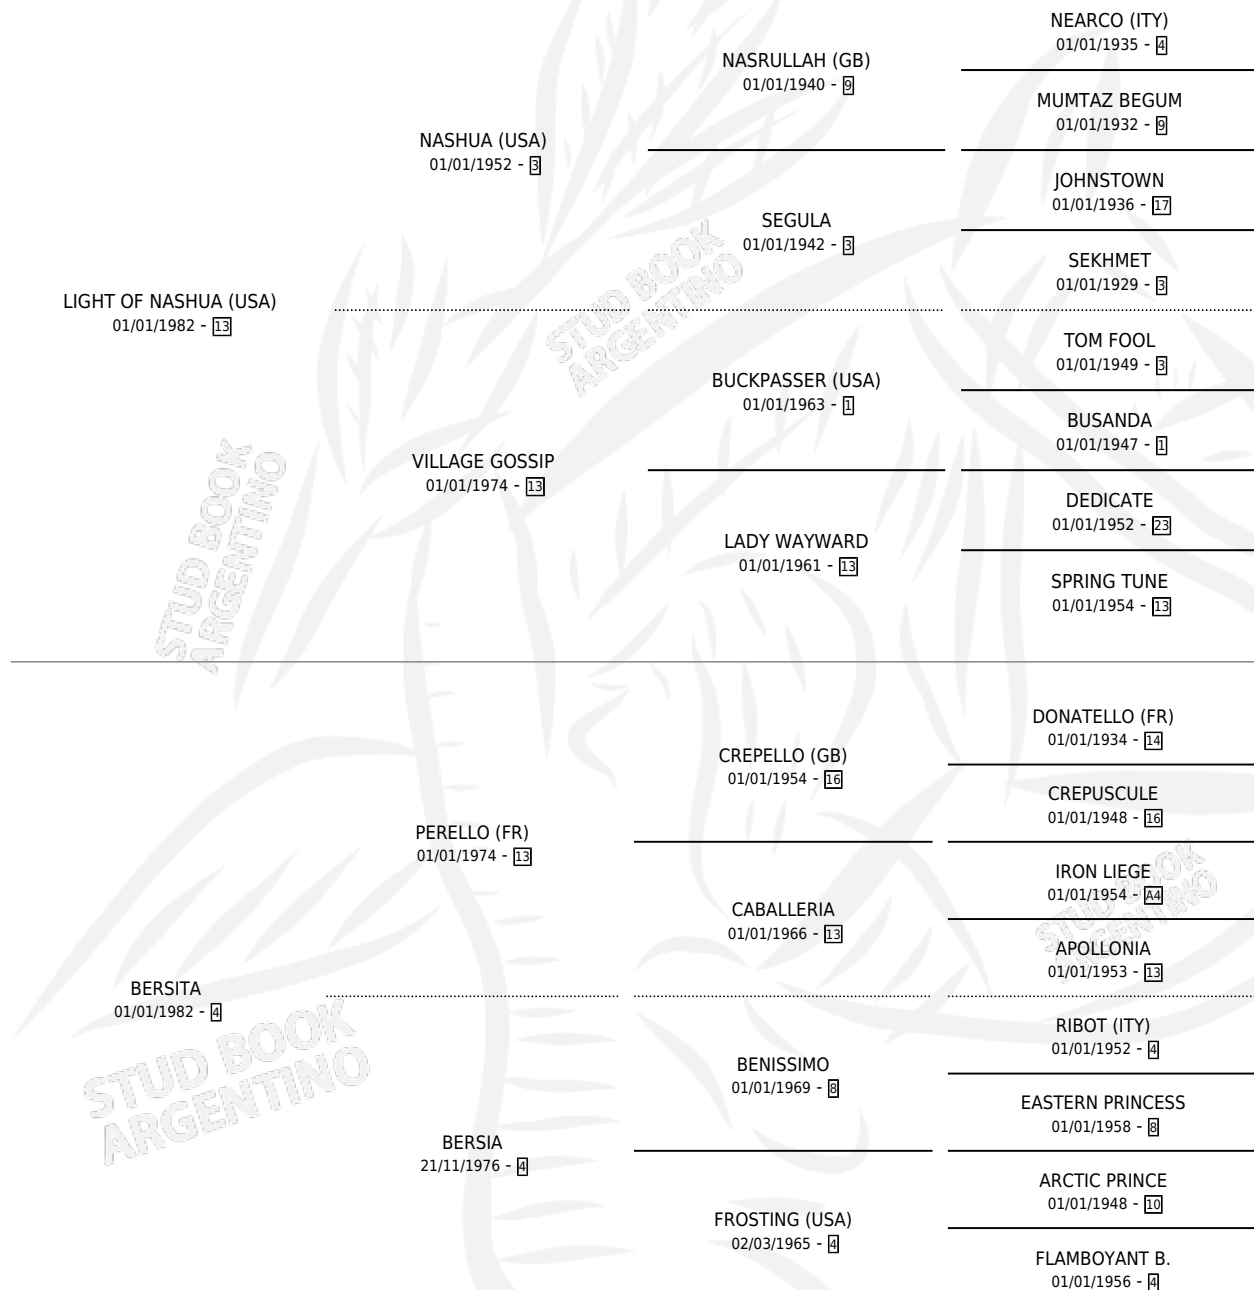 LIGHT OF NASHUA (USA)
01/01/1982 - 13
NASHUA (USA)
01/01/1952 - 3
VILLAGE GOSSIP
01/01/1974 - 13
NASRULLAH (GB)
01/01/1940 - 9
SEGULA
01/01/1942 - 3
BUCKPASSER (USA)
01/01/1963 - 1
LADY WAYWARD
01/01/1961 - 13
NEARCO (ITY)
01/01/1935 - 4
MUMTAZ BEGUM
01/01/1932 - 9
JOHNSTOWN
01/01/1936 - 17
SEKHMET
01/01/1929 - 3
TOM FOOL
01/01/1949 - 3
BUSANDA
01/01/1947 - 1
DEDICATE
01/01/1952 - 23
SPRING TUNE
01/01/1954 - 13
BERSITA
01/01/1982 - 4
PERELLO (FR)
01/01/1974 - 13
BERSIA
21/11/1976 - 4
CREPELLO (GB)
01/01/1954 - 16
CABALLERIA
01/01/1966 - 13
BENISSIMO
01/01/1969 - 8
FROSTING (USA)
02/03/1965 - 4
DONATELLO (FR)
01/01/1934 - 14
CREPUSCULE
01/01/1948 - 16
IRON LIEGE
01/01/1954 - A4
APOLLONIA
01/01/1953 - 13
RIBOT (ITY)
01/01/1952 - 4
EASTERN PRINCESS
01/01/1958 - 8
ARCTIC PRINCE
01/01/1948 - 10
FLAMBOYANT B.
01/01/1956 - 4
STUD BOOK
ARGENTINO
STUD BOOK
ARGENTINO
STUD BOOK
ARGENTINO
STUD BOOK
ARGENTINO